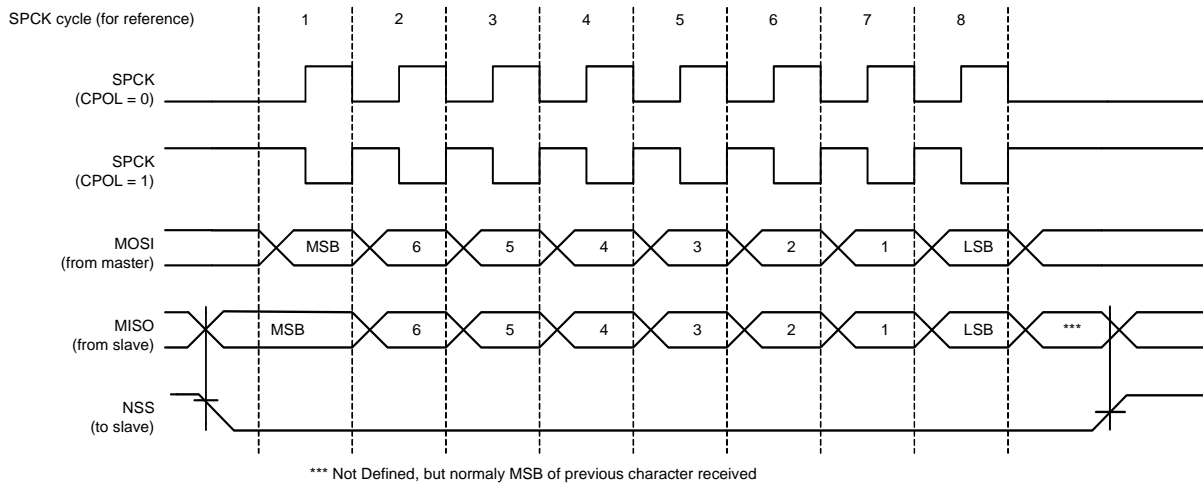 SPCK cycle (for reference) 1 2 3 4 5 6 7 8
SPCK
(CPOL = 0)
SPCK
(CPOL = 1)
MOSI
(from master)
MSB 6 5 4 3 2 1 LSB
MISO
(from slave)
MSB 6 5 4 3 2 1 LSB ***
NSS
(to slave)
*** Not Defined, but normaly MSB of previous character received